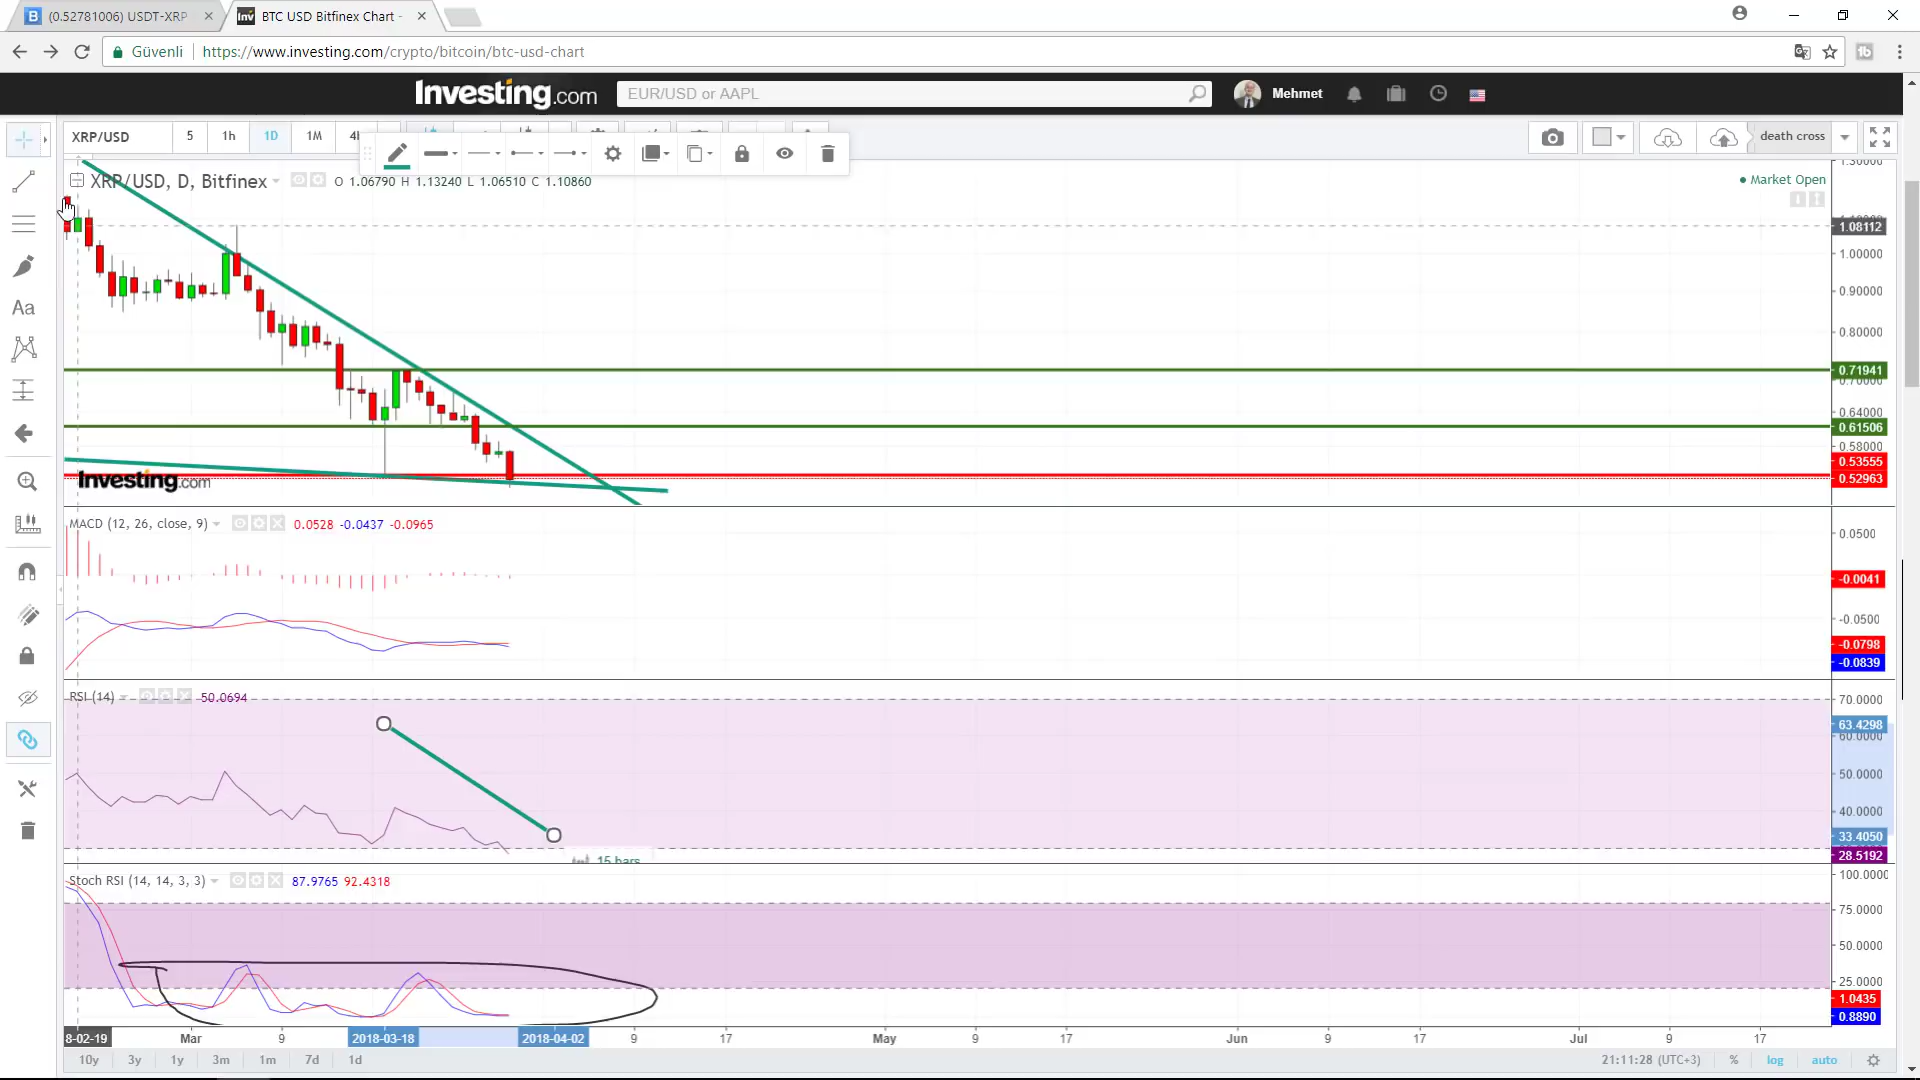 (0.52781006) USDT-XRP
BTC USD Bitfinex Chart -
Güvenli
https://www.investing.com/crypto/bitcoin/btc-usd-chart
Investing.com
EUR/USD or AAPL
Mehmet
XRP/USD
5
1h
1D
1M
death cross
XRP/USD, D, Bitfinex
O 1.06790 H 1.13240 L 1.06510 C 1.10860
Market Open
1.08112
1.00000
0.90000
0.80000
0.71941
0.70000
0.64000
0.61506
0.58000
0.53555
0.52963
Investing.com
MACD (12, 26, close, 9)
0.0528 -0.0437 -0.0965
0.0500
-0.0041
-0.0500
-0.0798
-0.0839
RSI (14)
50.0694
70.0000
63.4298
60.0000
50.0000
40.0000
33.4050
28.5192
15 bars
Stoch RSI (14, 14, 3, 3)
87.9765 92.4318
100.0000
75.0000
50.0000
25.0000
1.0435
0.8890
8-02-19
Mar
9
2018-03-18
2018-04-02
9
17
May
9
17
Jun
9
17
Jul
9
17
10y
3y
1y
3m
1m
7d
1d
21:11:28 (UTC+3)
%
log
auto